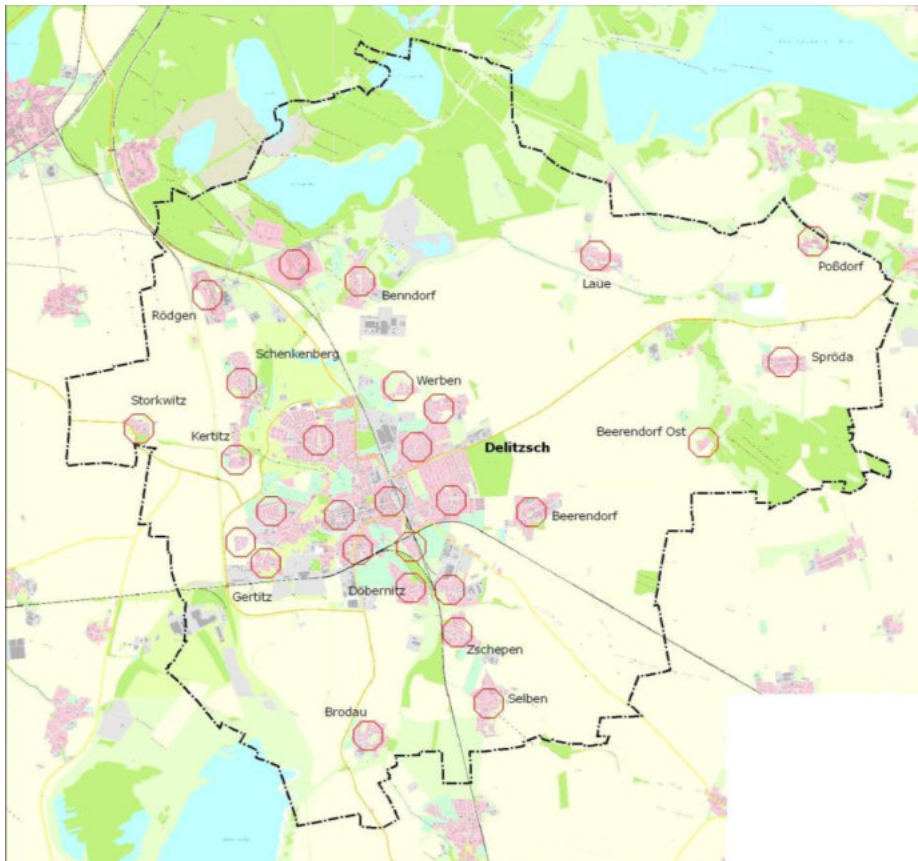 Poßdorf
Laue
Benndorf
Rödgen
Schenkenberg
Spröda
Werben
Storkwitz
Kertitz
Beerendorf Ost
Delitzsch
Beerendorf
Gertitz
Döbernitz
Zschepen
Selben
Brodau